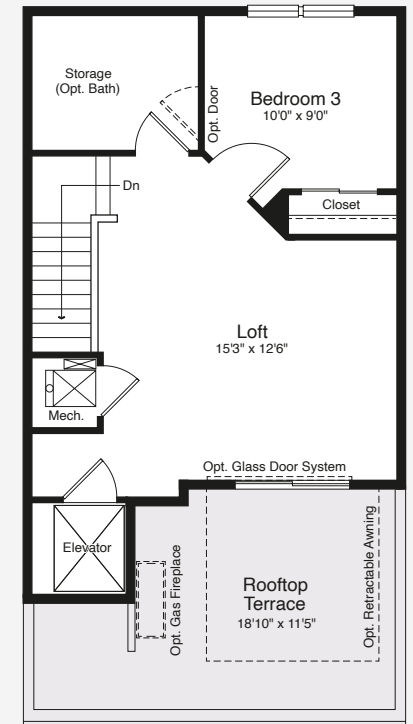 Storage
(Opt. Bath)
Opt. Door
Bedroom 3
10'0" x 9'0"
Dn
Closet
Loft
15'3" x 12'6"
Mech.
Opt. Glass Door System
Elevator
Opt. Gas Fireplace
Rooftop
Terrace
18'10" x 11'5"
Opt. Retractable Awning